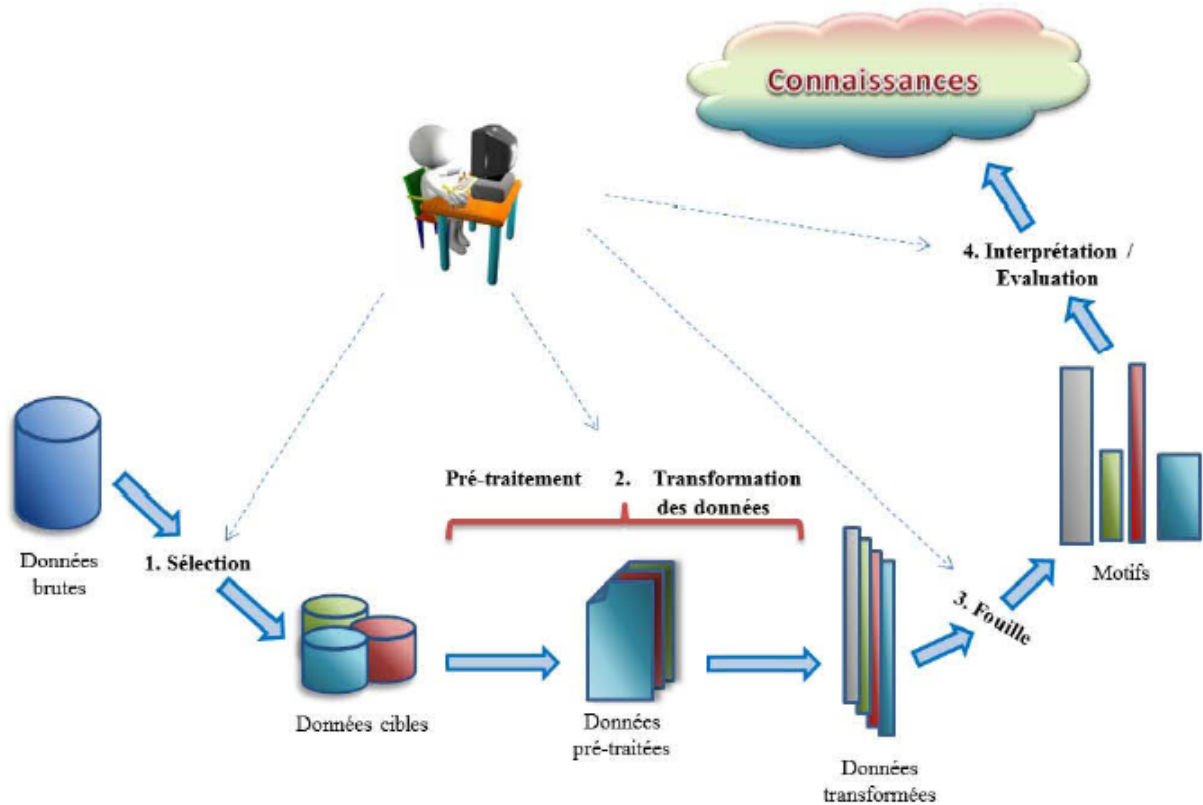 Connaissances
4. Interprétation /
Evaluation
Pré-traitement 2. Transformation
des données
Données
brutes
1. Sélection
3. Fouille
Motifs
Données cibles
Données
pré-traitées
Données
transformées